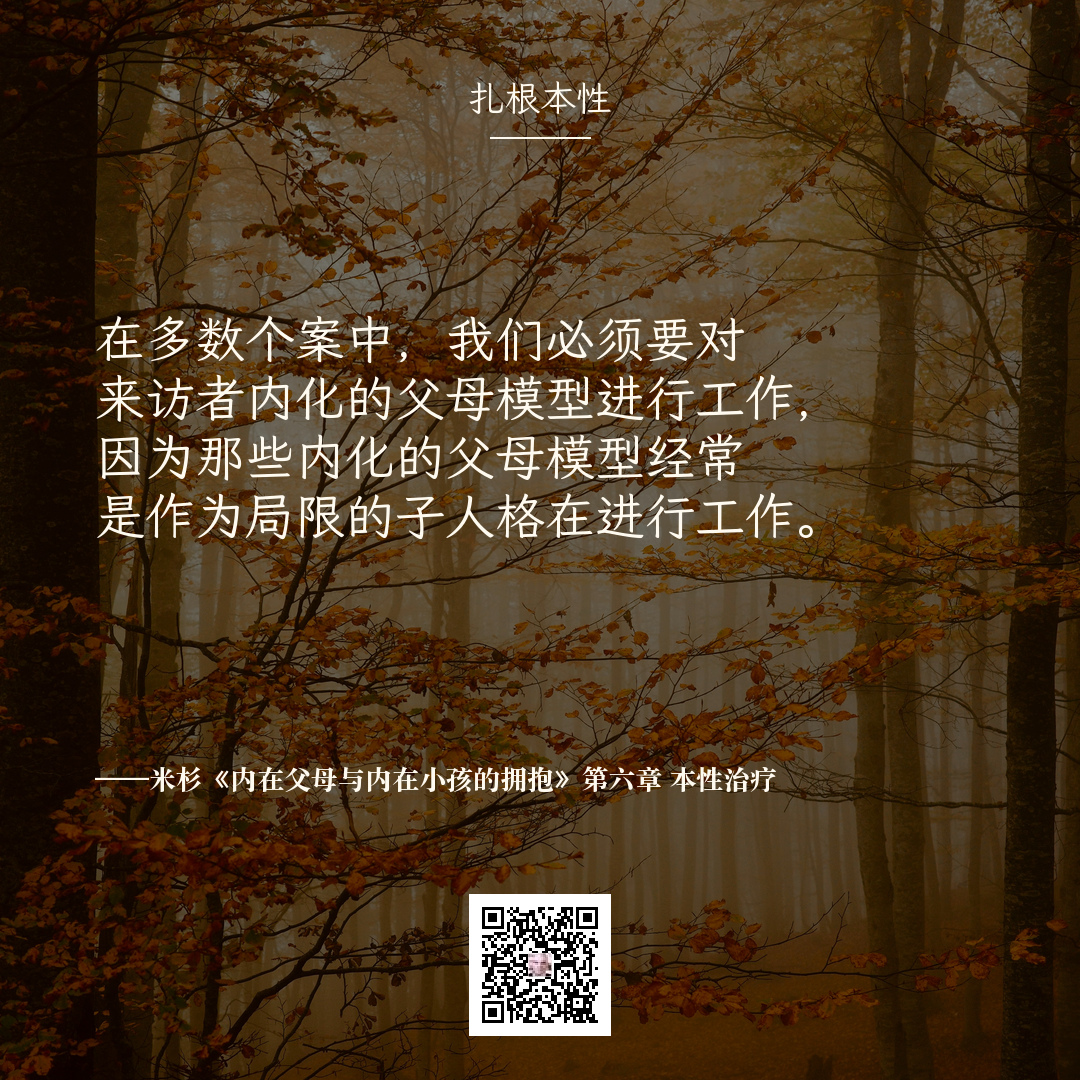 扎根本性
在多数个案中，我们必须要对
来访者内化的父母模型进行工作，
因为那些内化的父母模型经常
是作为局限的子人格在进行工作。
——米杉《内在父母与内在小孩的拥抱》第六章 本性治疗